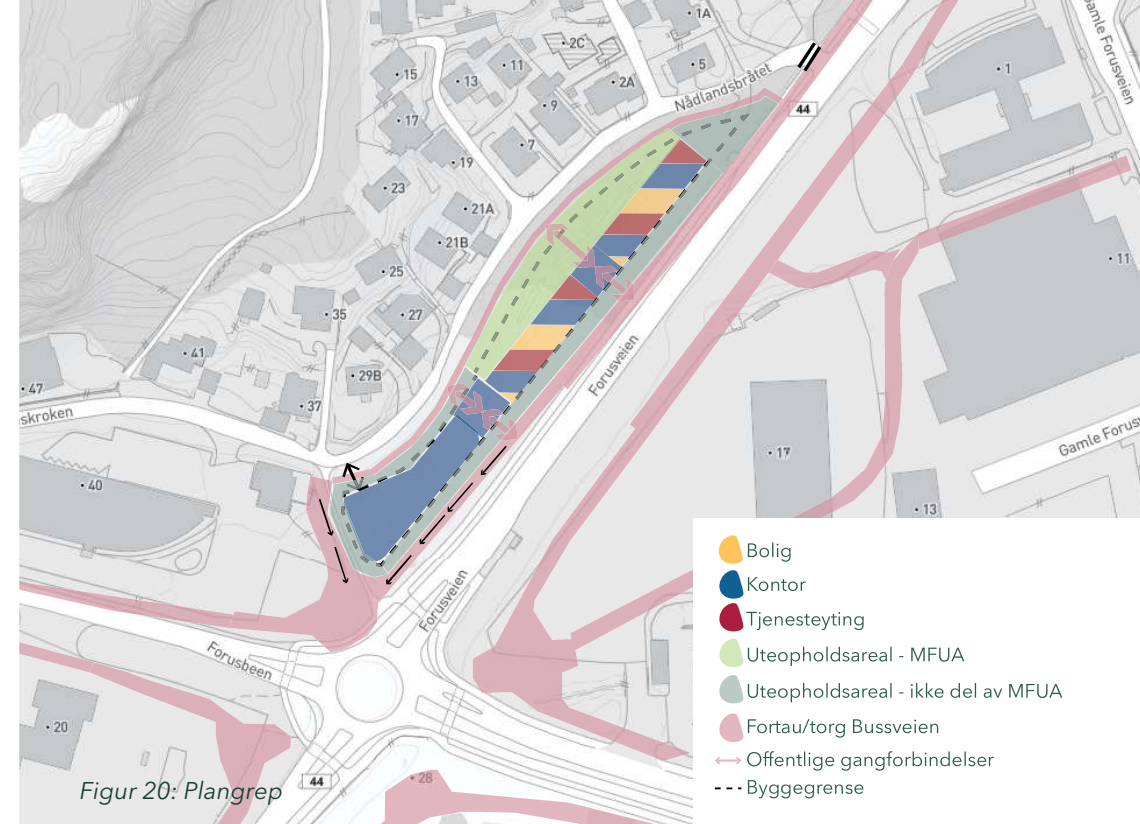 1A
2C
15
11
5
13
2A
1
9
Nådlandsbråtet
44
Gamle Forusveien
17
7
19
23
21A
21B
11
25
35
27
41
29B
47
37
skroken
Forusveien
17
Gamle Forusv
40
13
Bolig
Kontor
Tjenesteyting
Uteopholdsareal - MFUA
Uteopholdsareal - ikke del av MFUA
Fortau/torg Bussveien
Offentlige gangforbindelser
Byggegrense
Forusveien
Forusbeen
20
44
28
Figur 20: Plangrep